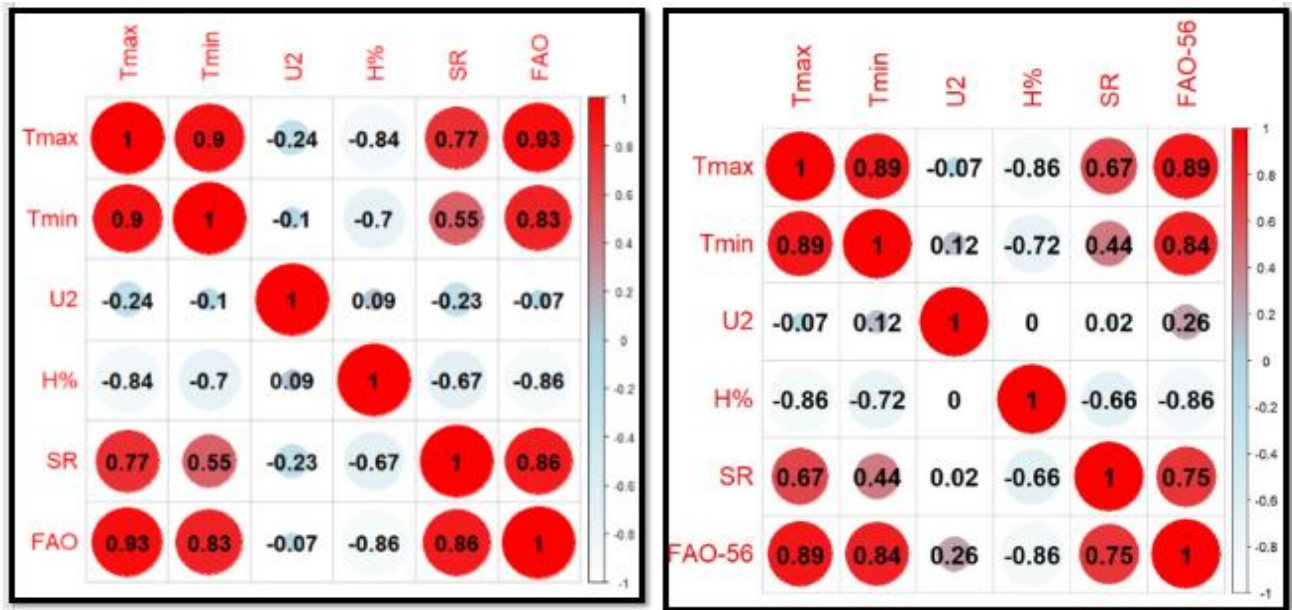 Tmax Tmin U2 H% SR FAO
Tmax 1 0.9 -0.24 -0.84 0.77 0.93
Tmin 0.9 1 -0.1 -0.7 0.55 0.83
U2 -0.24 -0.1 1 0.09 -0.23 -0.07
H% -0.84 -0.7 0.09 1 -0.67 -0.86
SR 0.77 0.55 -0.23 -0.67 1 0.86
FAO 0.93 0.83 -0.07 -0.86 0.86 1
1
0.8
0.6
0.4
0.2
0
-0.2
-0.4
-0.6
-0.8
-1
Tmax Tmin U2 H% SR FAO-56
Tmax 1 0.89 -0.07 -0.86 0.67 0.89
Tmin 0.89 1 0.12 -0.72 0.44 0.84
U2 -0.07 0.12 1 0 0.02 0.26
H% -0.86 -0.72 0 1 -0.66 -0.86
SR 0.67 0.44 0.02 -0.66 1 0.75
FAO-56 0.89 0.84 0.26 -0.86 0.75 1
1
0.8
0.6
0.4
0.2
0
-0.2
-0.4
-0.6
-0.8
-1